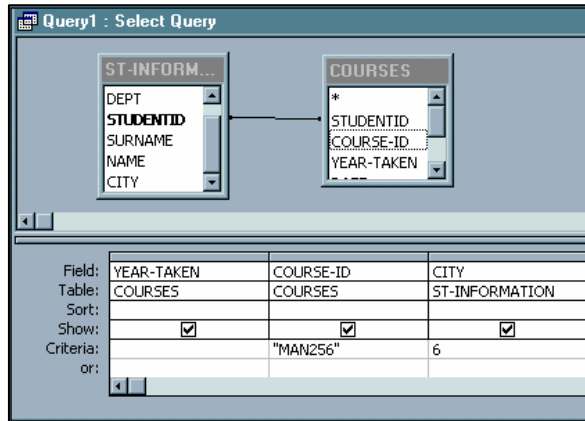 Query1 : Select Query
ST-INFORM...
DEPT
STUDENTID
SURNAME
NAME
CITY
COURSES
*
STUDENTID
COURSE-ID
YEAR-TAKEN
Field: YEAR-TAKEN COURSE-ID CITY
Table: COURSES COURSES ST-INFORMATION
Sort:
Show:
Criteria: "MAN256" 6
or: